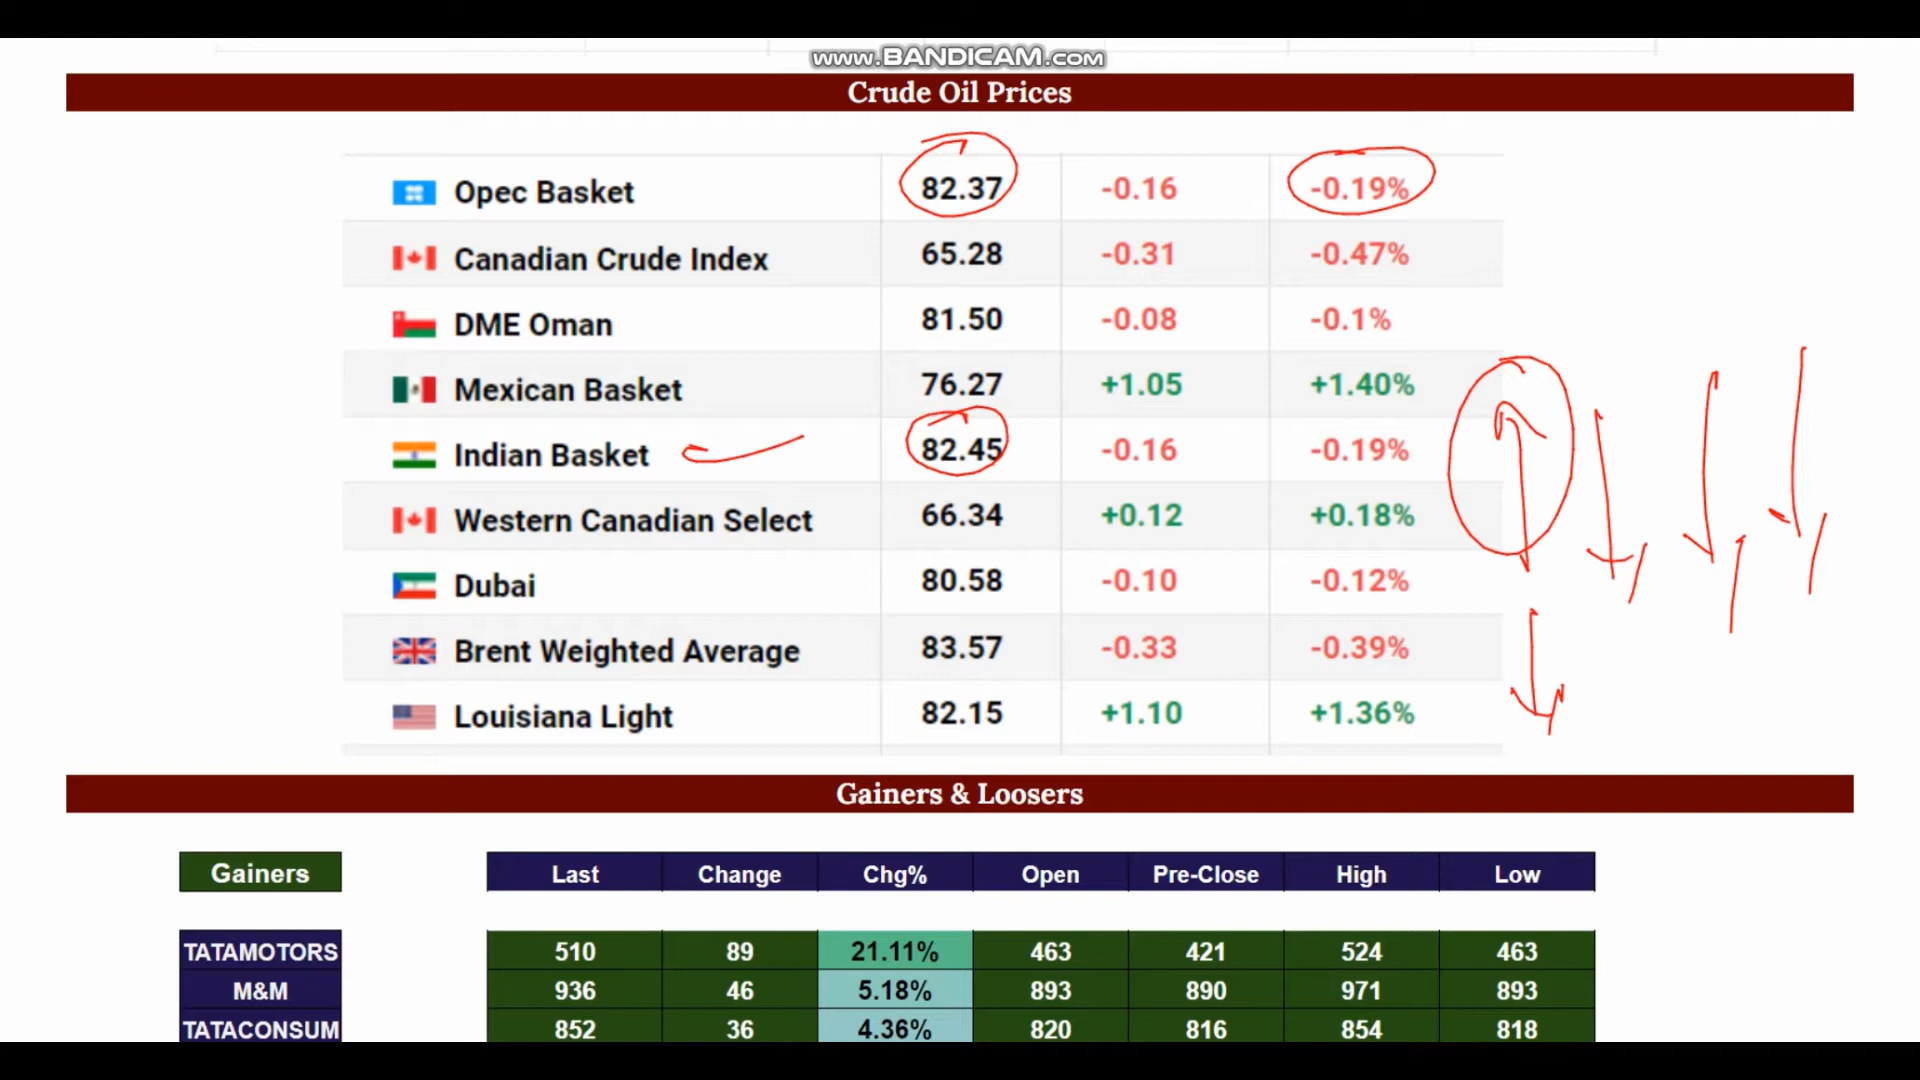 www.BANDICAM.com
Crude Oil Prices
Opec Basket 82.37 -0.16 -0.19%
Canadian Crude Index 65.28 -0.31 -0.47%
DME Oman 81.50 -0.08 -0.1%
Mexican Basket 76.27 +1.05 +1.40%
Indian Basket 82.45 -0.16 -0.19%
Western Canadian Select 66.34 +0.12 +0.18%
Dubai 80.58 -0.10 -0.12%
Brent Weighted Average 83.57 -0.33 -0.39%
Louisiana Light 82.15 +1.10 +1.36%
Gainers & Loosers
Gainers Last Change Chg% Open Pre-Close High Low
TATAMOTORS 510 89 21.11% 463 421 524 463
M&M 936 46 5.18% 893 890 971 893
TATACONSUM 852 36 4.36% 820 816 854 818